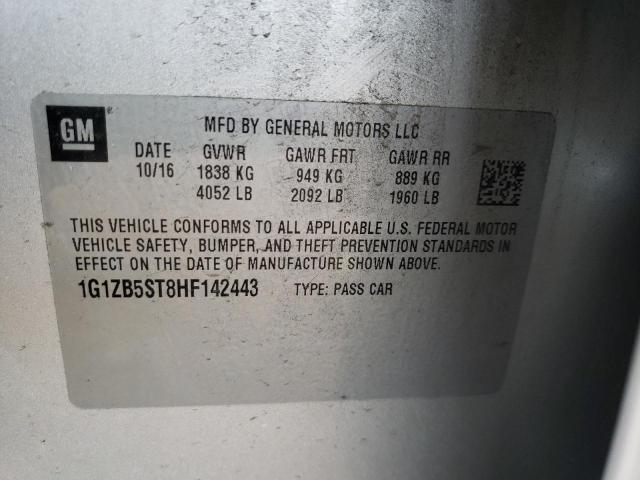 GM ®
MFD BY GENERAL MOTORS LLC
DATE GVWR GAWR FRT GAWR RR
10/16 1838 KG 949 KG 889 KG
4052 LB 2092 LB 1960 LB
THIS VEHICLE CONFORMS TO ALL APPLICABLE U.S. FEDERAL MOTOR
VEHICLE SAFETY, BUMPER, AND THEFT PREVENTION STANDARDS IN
EFFECT ON THE DATE OF MANUFACTURE SHOWN ABOVE.
1G1ZB5ST8HF142443 TYPE: PASS CAR